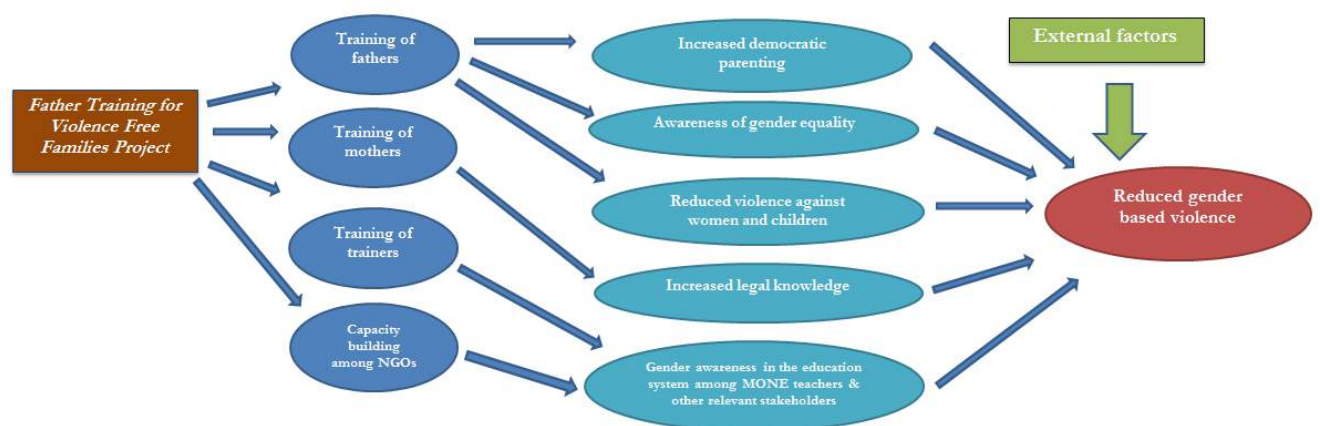 Father Training for
Violence Free
Families Project
Training of
fathers
Training of
mothers
Training of
trainers
Capacity
building
among NGOs
Increased democratic
parenting
Awareness of gender equality
Reduced violence against
women and children
Increased legal knowledge
Gender awareness in the education
system among MONE teachers &
other relevant stakeholders
External factors
Reduced gender
based violence